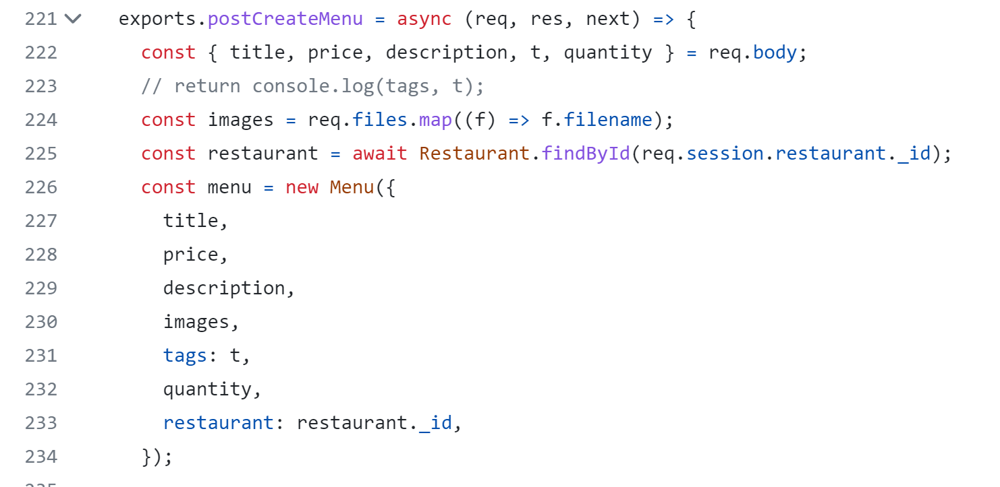 221 exports.postCreateMenu = async (req, res, next) => {
222 const { title, price, description, t, quantity } = req.body;
223 // return console.log(tags, t);
224 const images = req.files.map((f) => f.filename);
225 const restaurant = await Restaurant.findById(req.session.restaurant._id);
226 const menu = new Menu({
227 title,
228 price,
229 description,
230 images,
231 tags: t,
232 quantity,
233 restaurant: restaurant._id,
234 });